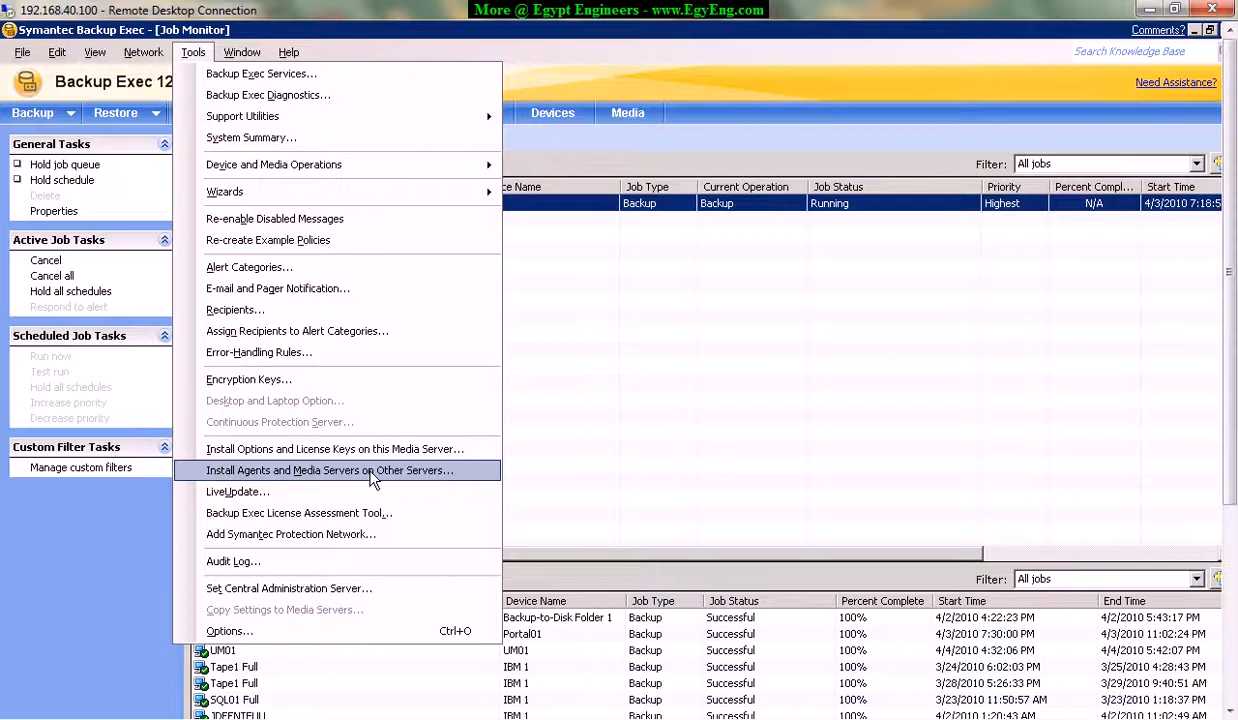 192.168.40.100 - Remote Desktop Connection
More @ Egypt Engineers - www.EgyEng.com
Symantec Backup Exec - [Job Monitor]
Comments?
File Edit View Network Tools Window Help
Search Knowledge Base
Backup Exec 12
Need Assistance?
Backup Restore Devices Media
General Tasks
Hold job queue
Hold schedule
Delete
Properties
Active Job Tasks
Cancel
Cancel all
Hold all schedules
Respond to alert
Scheduled Job Tasks
Run now
Test run
Hold all schedules
Increase priority
Decrease priority
Custom Filter Tasks
Manage custom filters
Backup Exec Services...
Backup Exec Diagnostics...
Support Utilities
System Summary...
Device and Media Operations
Wizards
Re-enable Disabled Messages
Re-create Example Policies
Alert Categories...
E-mail and Pager Notification...
Recipients...
Assign Recipients to Alert Categories...
Error-Handling Rules...
Encryption Keys...
Desktop and Laptop Option...
Continuous Protection Server...
Install Options and License Keys on this Media Server...
Install Agents and Media Servers on Other Servers...
LiveUpdate...
Backup Exec License Assessment Tool...
Add Symantec Protection Network...
Audit Log...
Set Central Administration Server...
Copy Settings to Media Servers...
Options... Ctrl+O
Filter: All jobs
ce Name Job Type Current Operation Job Status Priority Percent Compl... Start Time
Backup Backup Running Highest N/A 4/3/2010 7:18:5
Filter: All jobs
Device Name Job Type Job Status Percent Complete Start Time End Time
Backup-to-Disk Folder 1 Backup Successful 100% 4/2/2010 4:22:23 PM 4/2/2010 5:43:17 PM
Portal01 Backup Successful 100% 4/3/2010 7:30:00 PM 4/3/2010 11:02:24 PM
UM01 UM01 Backup Successful 100% 4/4/2010 4:32:06 PM 4/4/2010 5:40:12 PM
Tape1 Full IBM 1 Backup Successful 100% 3/24/2010 6:02:03 PM 3/25/2010 4:28:43 PM
Tape1 Full IBM 1 Backup Successful 100% 3/28/2010 5:26:33 PM 3/29/2010 9:40:51 AM
SQL01 Full IBM 1 Backup Successful 100% 3/23/2010 11:50:57 AM 3/23/2010 1:18:37 PM
IBM 1 Backup Successful 100% 4/4/2010 1:20:43 AM 4/4/2010 11:02:49 AM